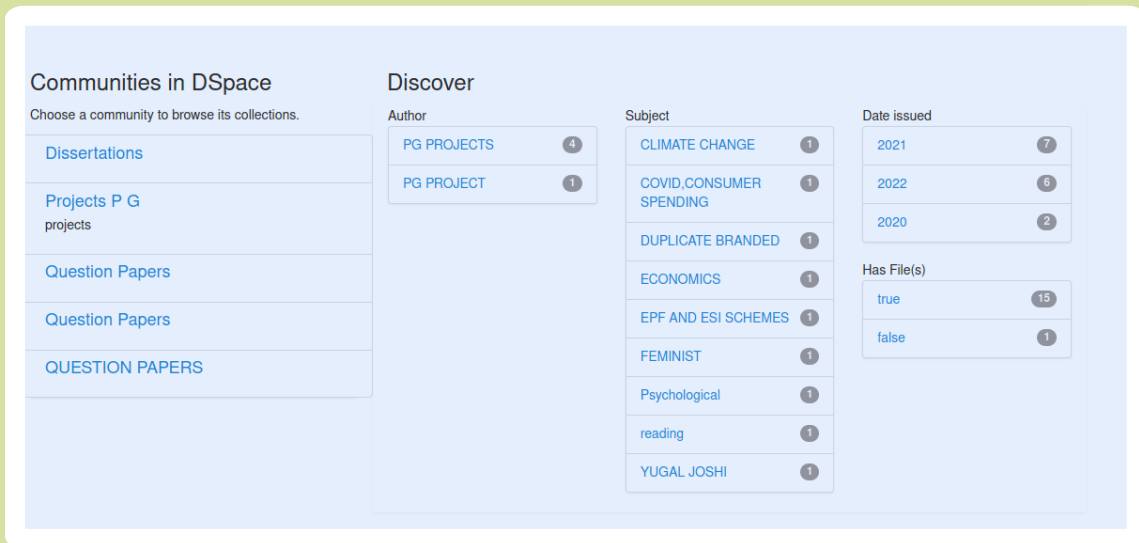 Communities in DSpace
Choose a community to browse its collections.
Dissertations
Projects P G
projects
Question Papers
Question Papers
QUESTION PAPERS
Discover
Author
PG PROJECTS 4
PG PROJECT 1
Subject
CLIMATE CHANGE 1
COVID,CONSUMER 1
SPENDING
DUPLICATE BRANDED 1
ECONOMICS 1
EPF AND ESI SCHEMES 1
FEMINIST 1
Psychological 1
reading 1
YUGAL JOSHI 1
Date issued
2021 7
2022 6
2020 2
Has File(s)
true 15
false 1